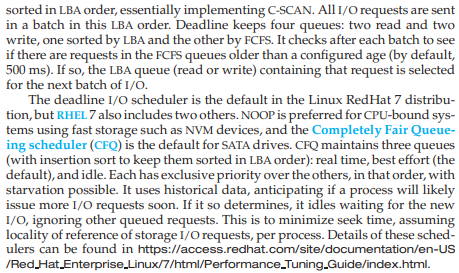 sorted in LBA order, essentially implementing C-SCAN. All I/O requests are sent
in a batch in this LBA order. Deadline keeps four queues: two read and two
write, one sorted by LBA and the other by FCFS. It checks after each batch to see
if there are requests in the FCFS queues older than a configured age (by default,
500 ms). If so, the LBA queue (read or write) containing that request is selected
for the next batch of I/O.
The deadline I/O scheduler is the default in the Linux RedHat 7 distribu-
tion, but RHEL 7 also includes two others. NOOP is preferred for CPU-bound sys-
tems using fast storage such as NVM devices, and the Completely Fair Queue-
ing scheduler (CFQ) is the default for SATA drives. CFQ maintains three queues
(with insertion sort to keep them sorted in LBA order): real time, best effort (the
default), and idle. Each has exclusive priority over the others, in that order, with
starvation possible. It uses historical data, anticipating if a process will likely
issue more I/O requests soon. If it so determines, it idles waiting for the new
I/O, ignoring other queued requests. This is to minimize seek time, assuming
locality of reference of storage I/O requests, per process. Details of these sched-
ulers can be found in https://access.redhat.com/site/documentation/en-US
/Red_Hat_Enterprise_Linux/7/html/Performance_Tuning_Guide/index.html.